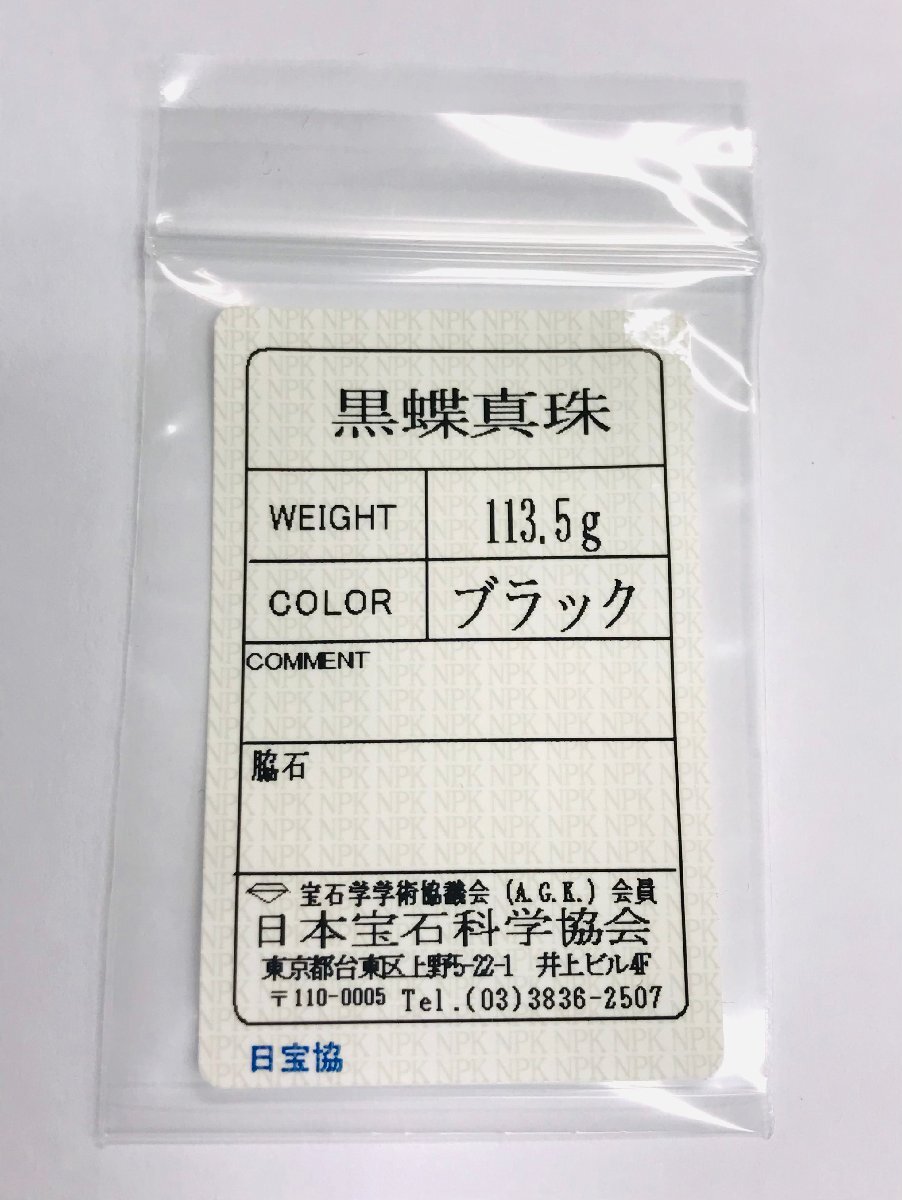 黒蝶真珠
WEIGHT 113.5g
COLOR ブラック
COMMENT
脇石
宝石学学術協議会 (A.G.K.) 会員
日本宝石科学協会
東京都台東区上野5-22-1 井上ビル4F
〒110-0005 Tel.(03)3836-2507
日宝協